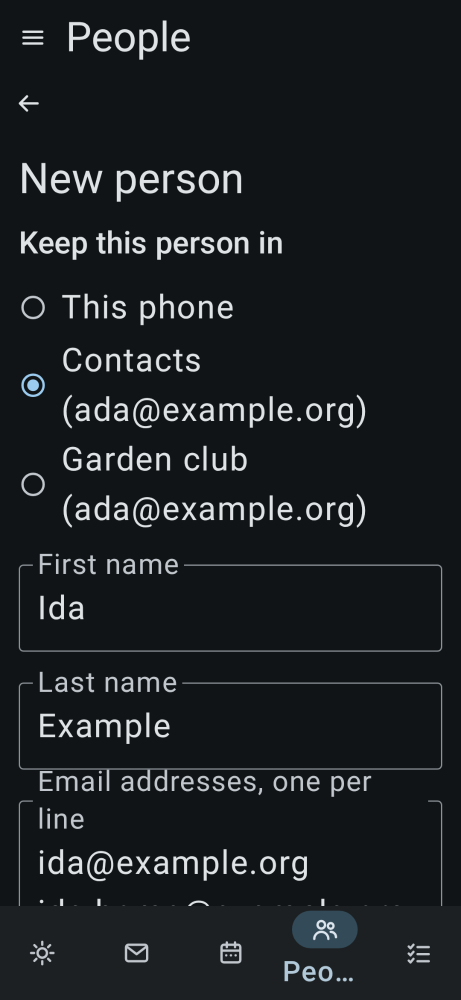 People
New person
Keep this person in
This phone
Contacts
(ada@example.org)
Garden club
(ada@example.org)
First name
Ida
Last name
Example
Email addresses, one per
line
ida@example.org
Peo…